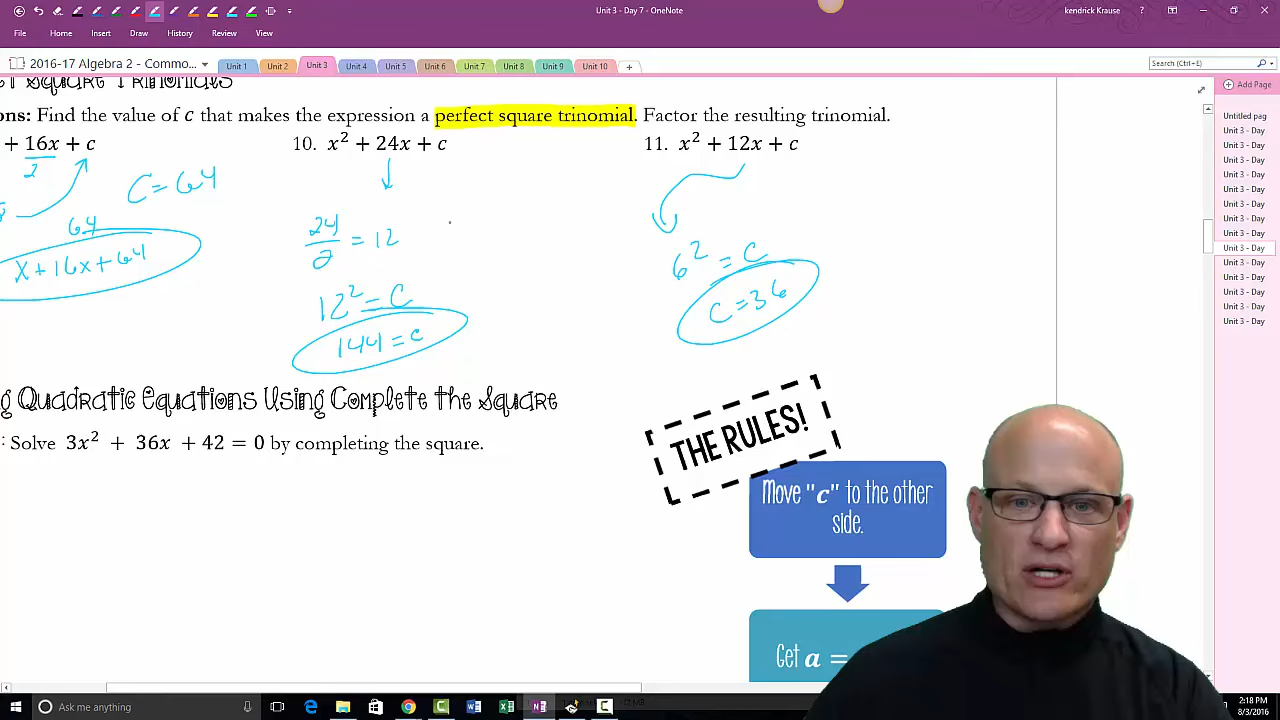 Unit 3 - Day 7 - OneNote
kendrick Krause
?
File Home Insert Draw History Review View
2016-17 Algebra 2 - Commo...
Unit 1 Unit 2 Unit 3 Unit 4 Unit 5 Unit 6 Unit 7 Unit 8 Unit 9 Unit 10 +
Search (Ctrl+E)
Add Page
Untitled pag
Unit 3 - Day
Unit 3 - Day
Unit 3 - Day
Unit 3 - Day
Unit 3 - Day
Unit 3 - Day
Unit 3 - Day
Unit 3 - Day
Unit 3 - Day
Unit 3 - Day
Unit 3 - Day
Unit 3 - Day
Unit 3 - Day
Unit 3 - Day
Square Trinomials
ons: Find the value of c that makes the expression a perfect square trinomial. Factor the resulting trinomial.
+ 16x + c
2
C = 64
64
x + 16x + 64
10. x² + 24x + c
24/2 = 12
12² = C
144 = c
11. x² + 12x + c
6² = C
C = 36
g Quadratic Equations Using Complete the Square
: Solve 3x² + 36x + 42 = 0 by completing the square.
THE RULES!
Move "c" to the other
side.
Get a =
Ask me anything
2:18 PM
8/3/2016